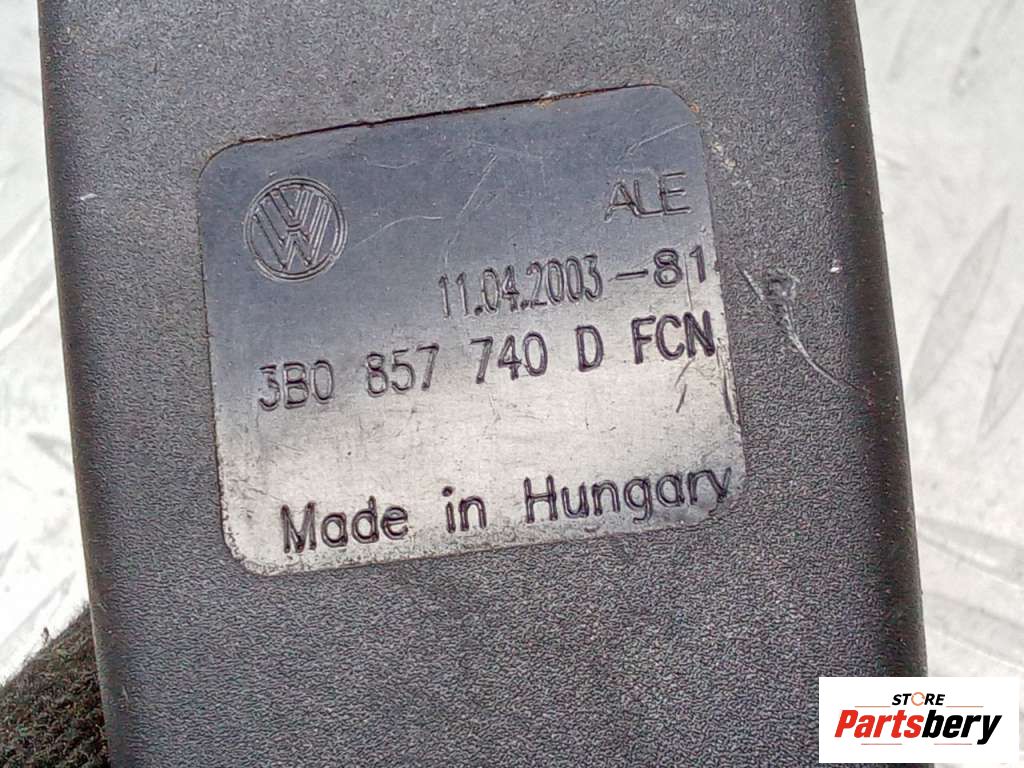 ALE
11.04.2003-81
3B0 857 740 D FCN
Made in Hungary
STORE
Partsbery